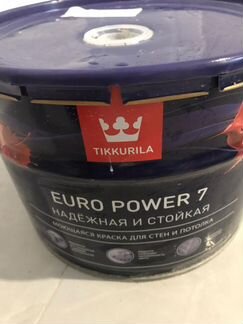 TIKKURILA
EURO POWER 7
НАДЁЖНАЯ И СТОЙКАЯ
МОЮЩАЯСЯ КРАСКА ДЛЯ СТЕН И ПОТОЛКА